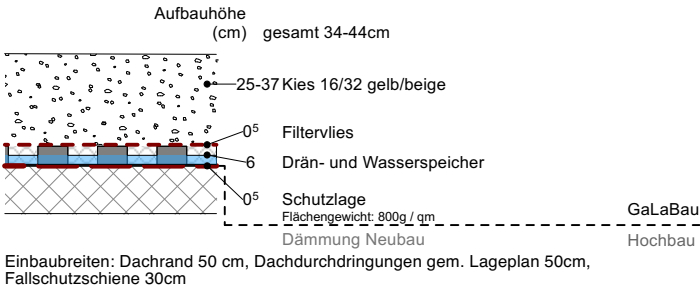 Aufbauhöhe
(cm) gesamt 34-44cm
25-37 Kies 16/32 gelb/beige
0⁵ Filtervlies
6 Drän- und Wasserspeicher
0⁵ Schutzlage
Flächengewicht: 800g / qm
GaLaBau
Dämmung Neubau Hochbau
Einbaubreiten: Dachrand 50 cm, Dachdurchdringungen gem. Lageplan 50cm,
Fallschutzschiene 30cm